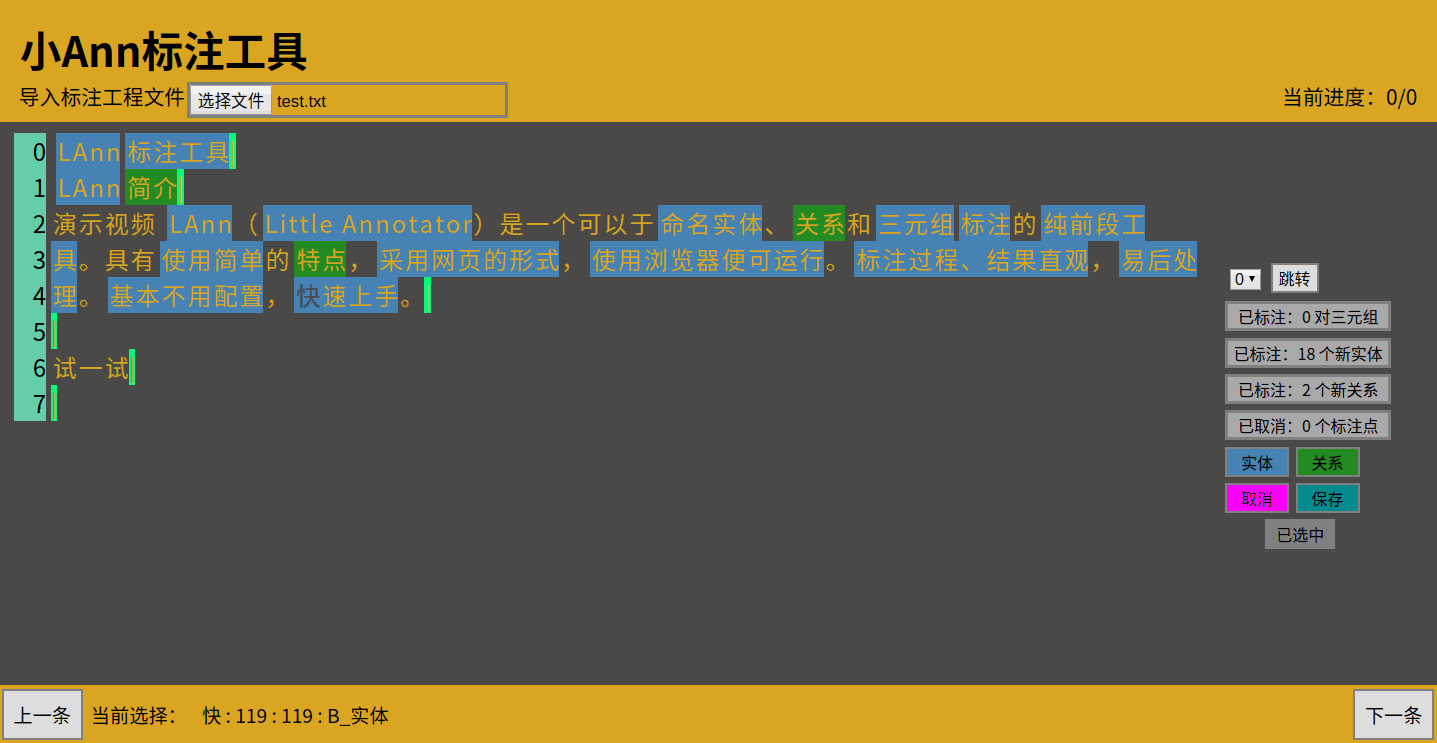 小Ann标注工具
导入标注工程文件 选择文件 test.txt
当前进度：0/0
0 LAnn 标注工具
1 LAnn 简介
2 演示视频 LAnn（Little Annotator）是一个可以于 命名实体、 关系和 三元组 标注的 纯前段工
3 具。具有 使用简单的 特点， 采用网页的形式， 使用浏览器便可运行。 标注过程、结果直观， 易后处
4 理。 基本不用配置， 快速上手。
5
6 试一试
7
0 跳转
已标注：0 对三元组
已标注：18 个新实体
已标注：2 个新关系
已取消：0 个标注点
实体 关系
取消 保存
已选中
上一条 当前选择： 快 : 119 : 119 : B_实体 下一条